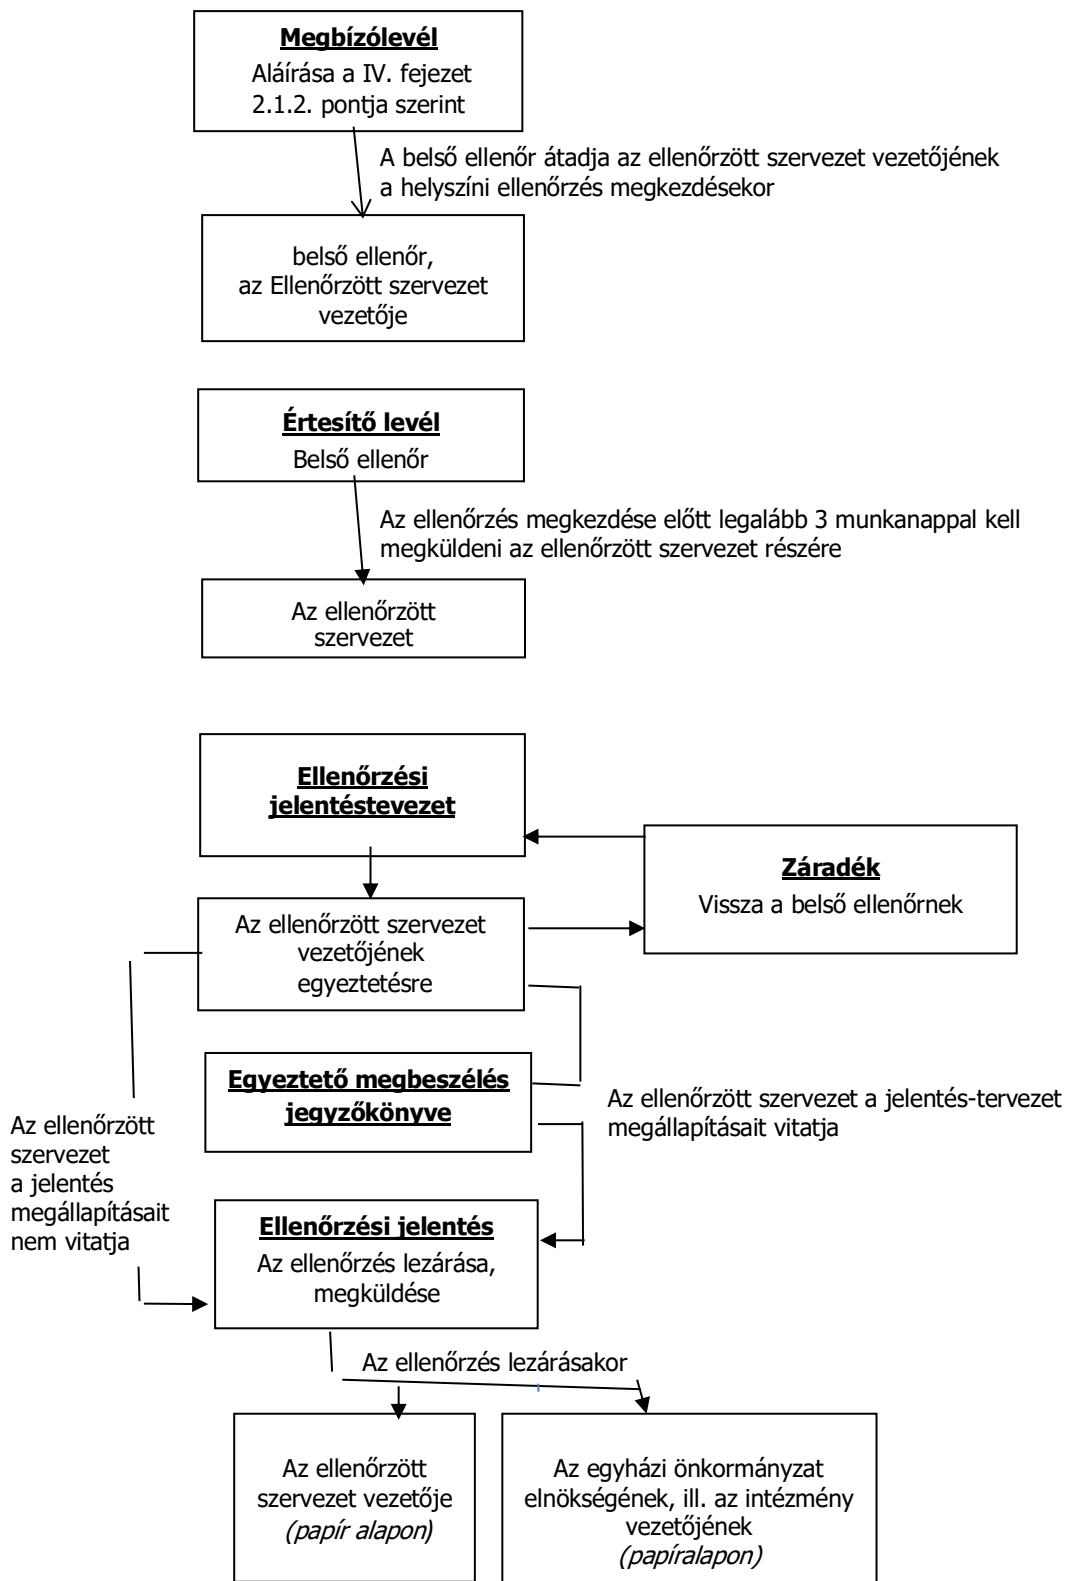 Megbízólevél
Aláírása a IV. fejezet
2.1.2. pontja szerint
A belső ellenőr átadja az ellenőrzött szervezet vezetőjének
a helyszíni ellenőrzés megkezdésekor
belső ellenőr,
az Ellenőrzött szervezet
vezetője
Értesítő levél
Belső ellenőr
Az ellenőrzés megkezdése előtt legalább 3 munkanappal kell
megküldeni az ellenőrzött szervezet részére
Az ellenőrzött
szervezet
Ellenőrzési
jelentéstevezet
Záradék
Vissza a belső ellenőrnek
Az ellenőrzött szervezet
vezetőjének
egyeztetésre
Egyeztető megbeszélés
jegyzőkönyve
Az ellenőrzött szervezet a jelentés-tervezet
megállapításait vitatja
Az ellenőrzött
szervezet
a jelentés
megállapításait
nem vitatja
Ellenőrzési jelentés
Az ellenőrzés lezárása,
megküldése
Az ellenőrzés lezárásakor
Az ellenőrzött
szervezet vezetője
(papír alapon)
Az egyházi önkormányzat
elnökségének, ill. az intézmény
vezetőjének
(papíralapon)